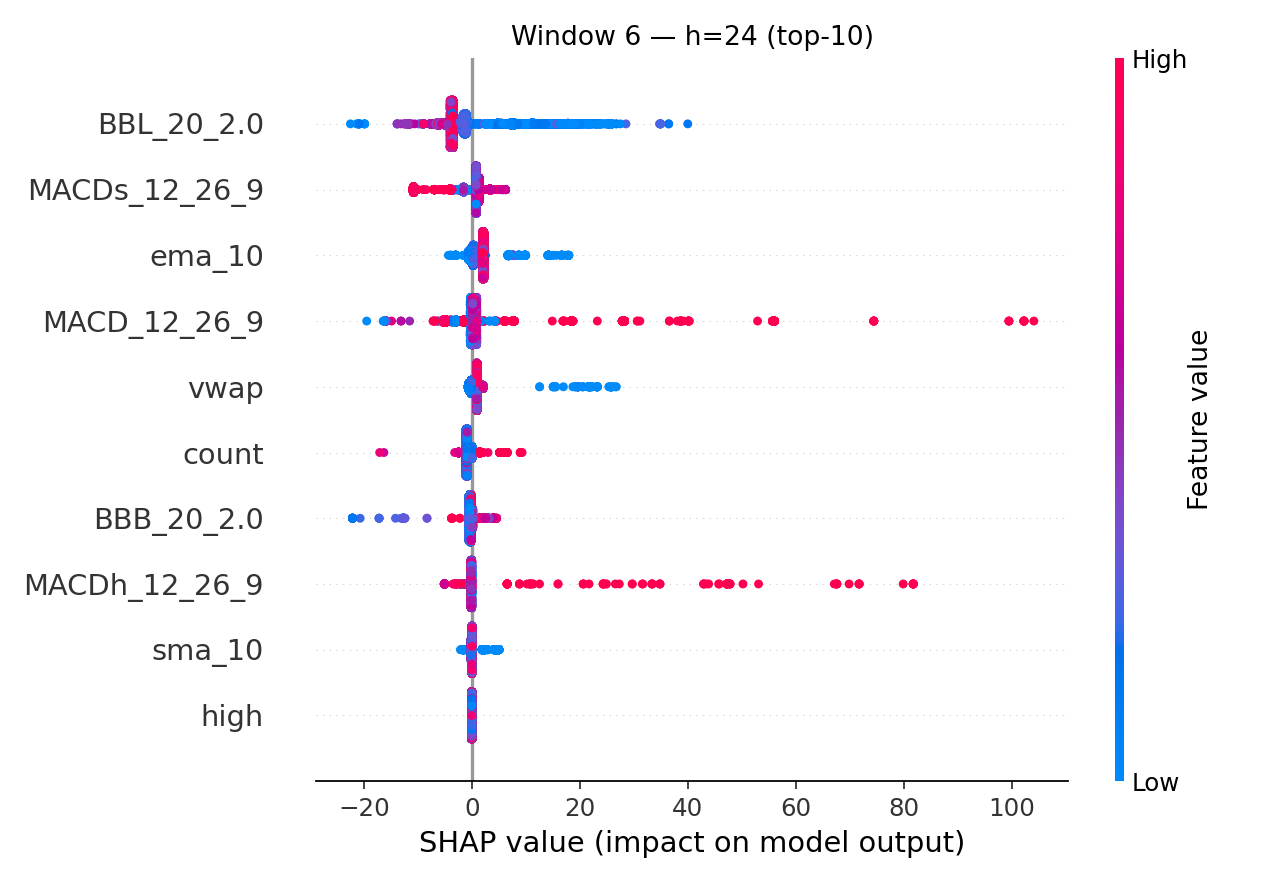 Window 6 — h=24 (top-10)
High
BBL_20_2.0
MACDs_12_26_9
ema_10
MACD_12_26_9
vwap
count
BBB_20_2.0
MACDh_12_26_9
sma_10
high
Feature value
Low
−20 0 20 40 60 80 100
SHAP value (impact on model output)